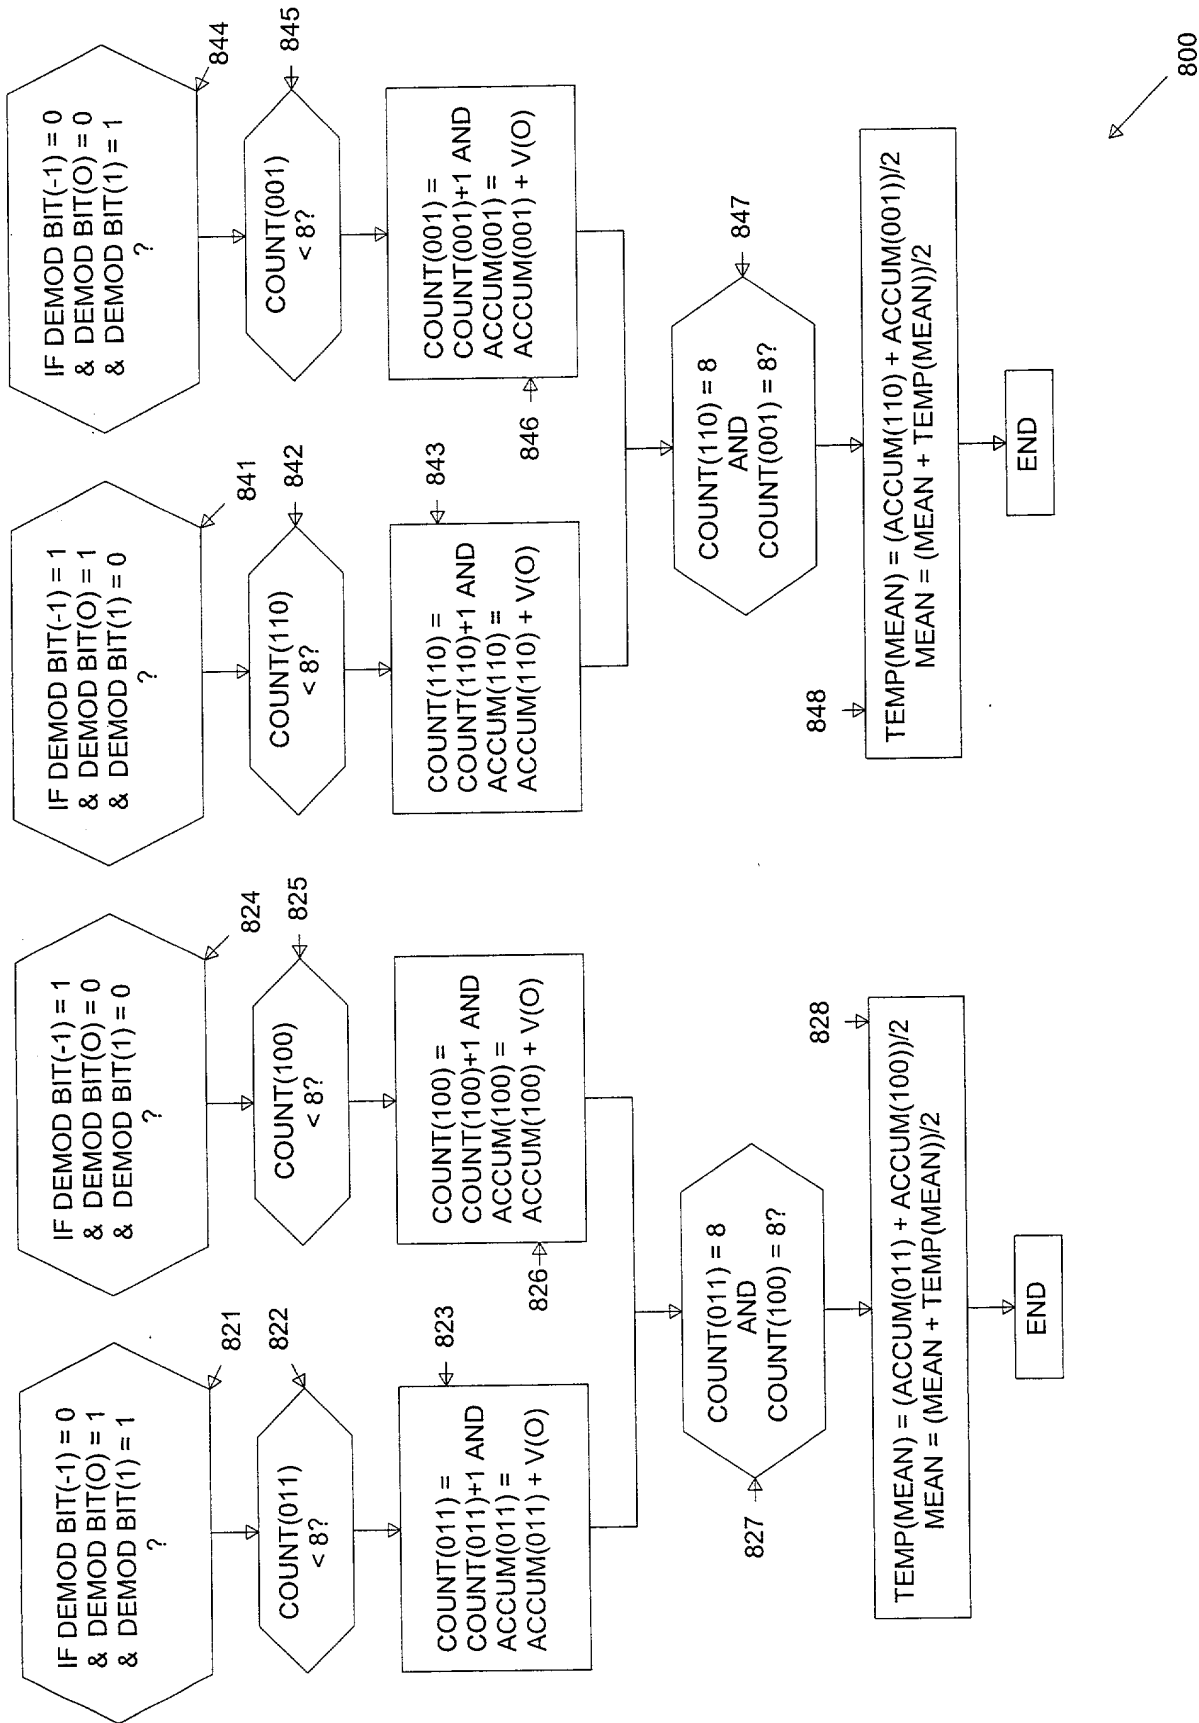 IF DEMOD BIT(-1) = 0
& DEMOD BIT(O) = 1
& DEMOD BIT(1) = 1
?
821
COUNT(011)
< 8?
822
COUNT(011) =
COUNT(011)+1 AND
ACCUM(011) =
ACCUM(011) + V(O)
823
IF DEMOD BIT(-1) = 1
& DEMOD BIT(O) = 0
& DEMOD BIT(1) = 0
?
824
COUNT(100)
< 8?
825
COUNT(100) =
COUNT(100)+1 AND
ACCUM(100) =
ACCUM(100) + V(O)
826
COUNT(011) = 8
AND
COUNT(100) = 8?
827
828
TEMP(MEAN) = (ACCUM(011) + ACCUM(100))/2
MEAN = (MEAN + TEMP(MEAN))/2
END
IF DEMOD BIT(-1) = 1
& DEMOD BIT(O) = 1
& DEMOD BIT(1) = 0
?
841
COUNT(110)
< 8?
842
COUNT(110) =
COUNT(110)+1 AND
ACCUM(110) =
ACCUM(110) + V(O)
843
IF DEMOD BIT(-1) = 0
& DEMOD BIT(O) = 0
& DEMOD BIT(1) = 1
?
844
COUNT(001)
< 8?
845
COUNT(001) =
COUNT(001)+1 AND
ACCUM(001) =
ACCUM(001) + V(O)
846
COUNT(110) = 8
AND
COUNT(001) = 8?
847
848
TEMP(MEAN) = (ACCUM(110) + ACCUM(001))/2
MEAN = (MEAN + TEMP(MEAN))/2
END
800